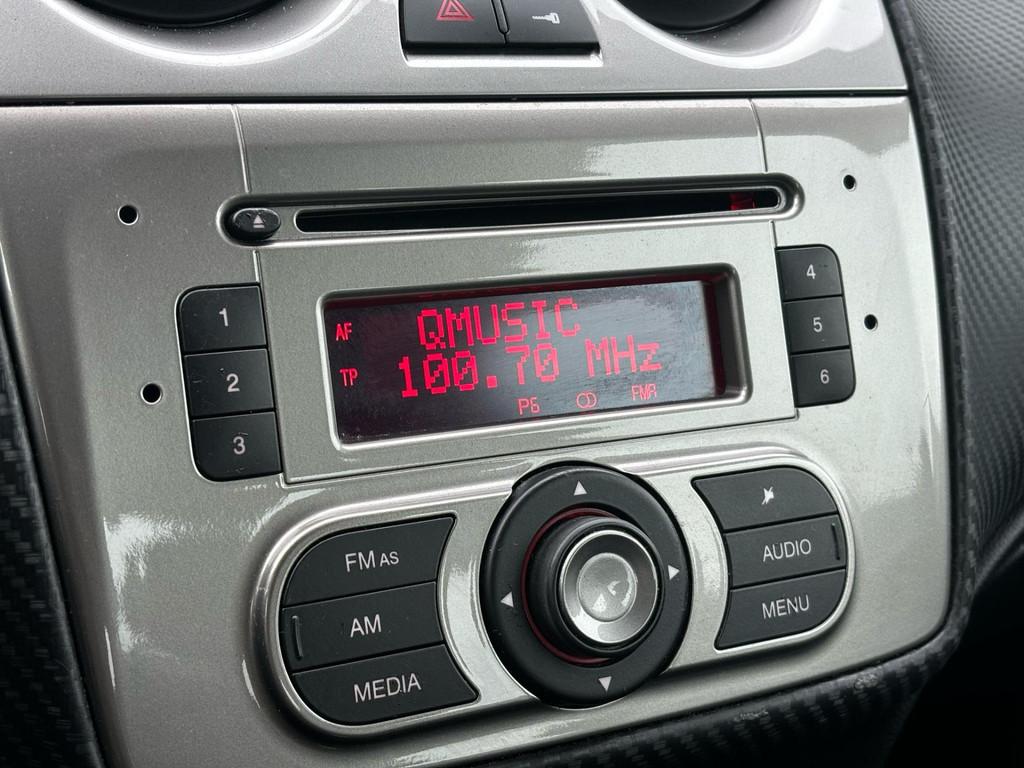 1
2
3
AF
QMUSIC
TP
100.70 MHz
P6
FMA
4
5
6
FM AS
AM
MEDIA
AUDIO
MENU